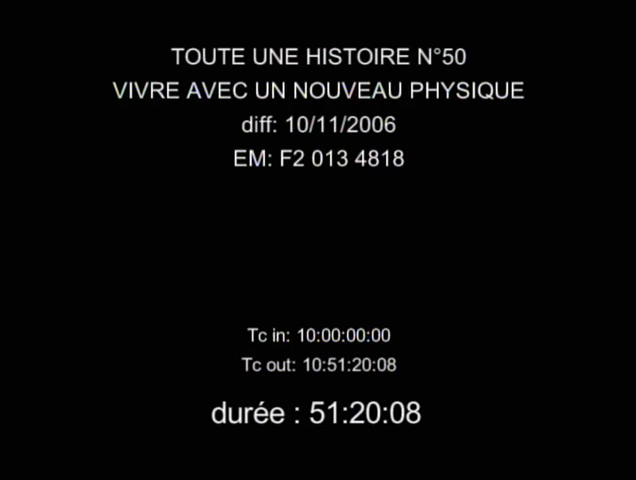 TOUTE UNE HISTOIRE N°50
VIVRE AVEC UN NOUVEAU PHYSIQUE
diff: 10/11/2006
EM: F2 013 4818
Tc in: 10:00:00:00
Tc out: 10:51:20:08
durée : 51:20:08